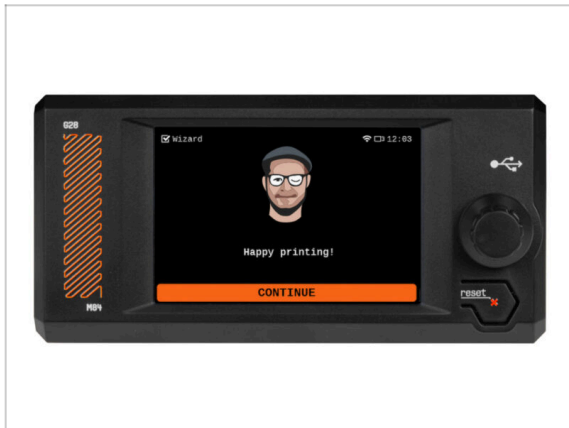 G28
Wizard
12:03
Happy printing!
CONTINUE
reset
M84